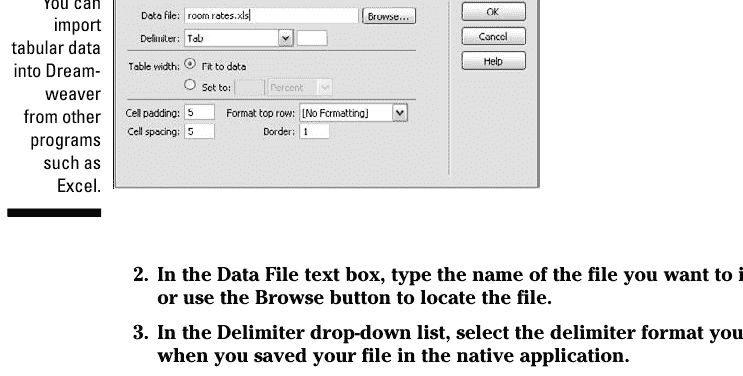 You can
import
tabular data
into Dream-
weaver
from other
programs
such as
Excel.
Data file: room rates.xls Browse...
Delimiter: Tab
Table width: Fit to data
Set to: Percent
Cell padding: 5 Format top row: [No Formatting]
Cell spacing: 5 Border: 1
OK
Cancel
Help
2. In the Data File text box, type the name of the file you want to i
or use the Browse button to locate the file.
3. In the Delimiter drop-down list, select the delimiter format you
when you saved your file in the native application.